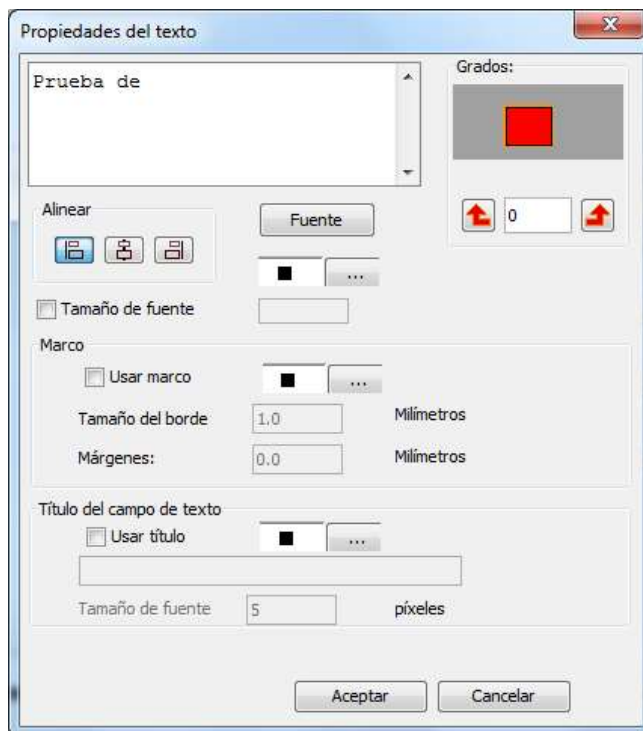 Propiedades del texto
Prueba de
Grados:
0
Alinear
Fuente
...
Tamaño de fuente
Marco
Usar marco
...
Tamaño del borde 1.0 Milímetros
Márgenes: 0.0 Milímetros
Título del campo de texto
Usar título
...
Tamaño de fuente 5 píxeles
Aceptar Cancelar